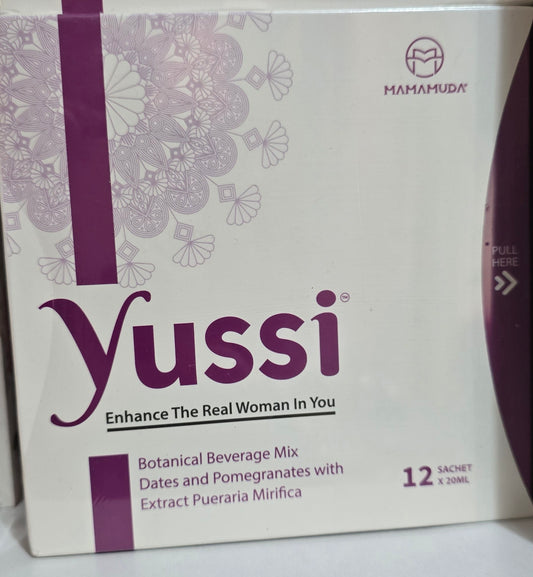 MAMAMUDA®
PULL
HERE
Yussi™
Enhance The Real Woman In You
Botanical Beverage Mix
Dates and Pomegranates with
Extract Pueraria Mirifica
12 SACHET
X 20ML